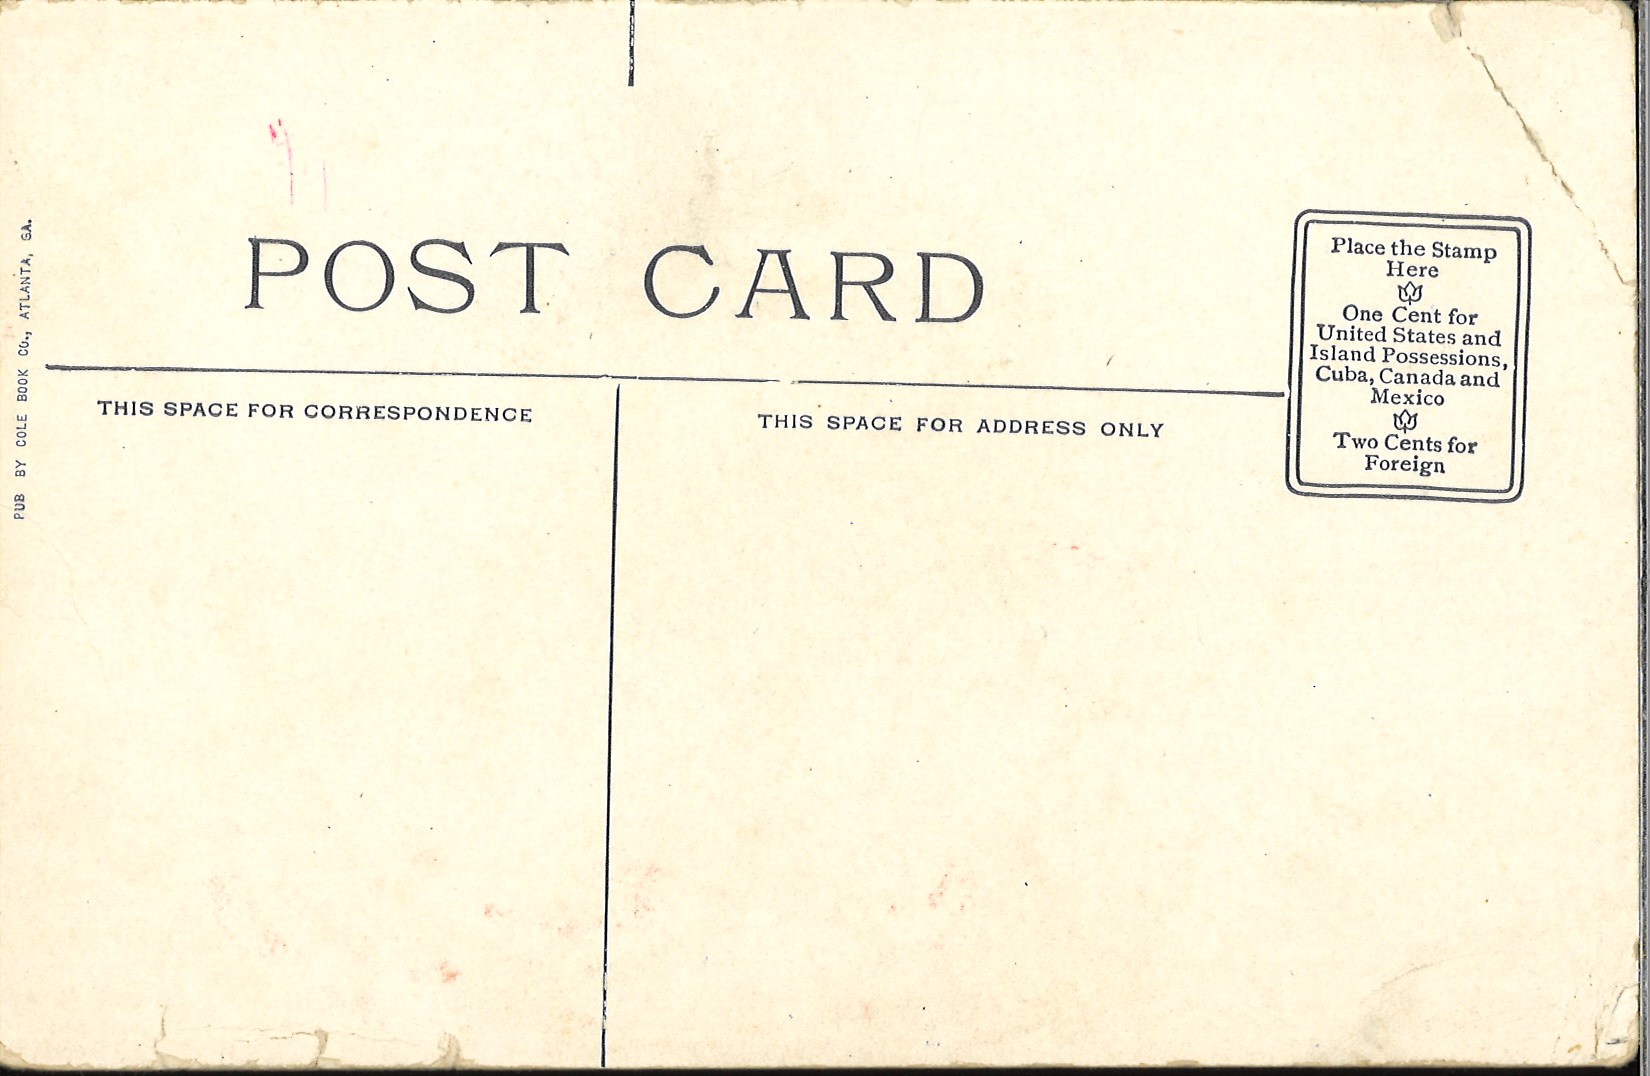 POST CARD
PUB BY COLE BOOK CO., ATLANTA, GA.
THIS SPACE FOR CORRESPONDENCE
THIS SPACE FOR ADDRESS ONLY
Place the Stamp
Here
One Cent for
United States and
Island Possessions,
Cuba, Canada and
Mexico
Two Cents for
Foreign